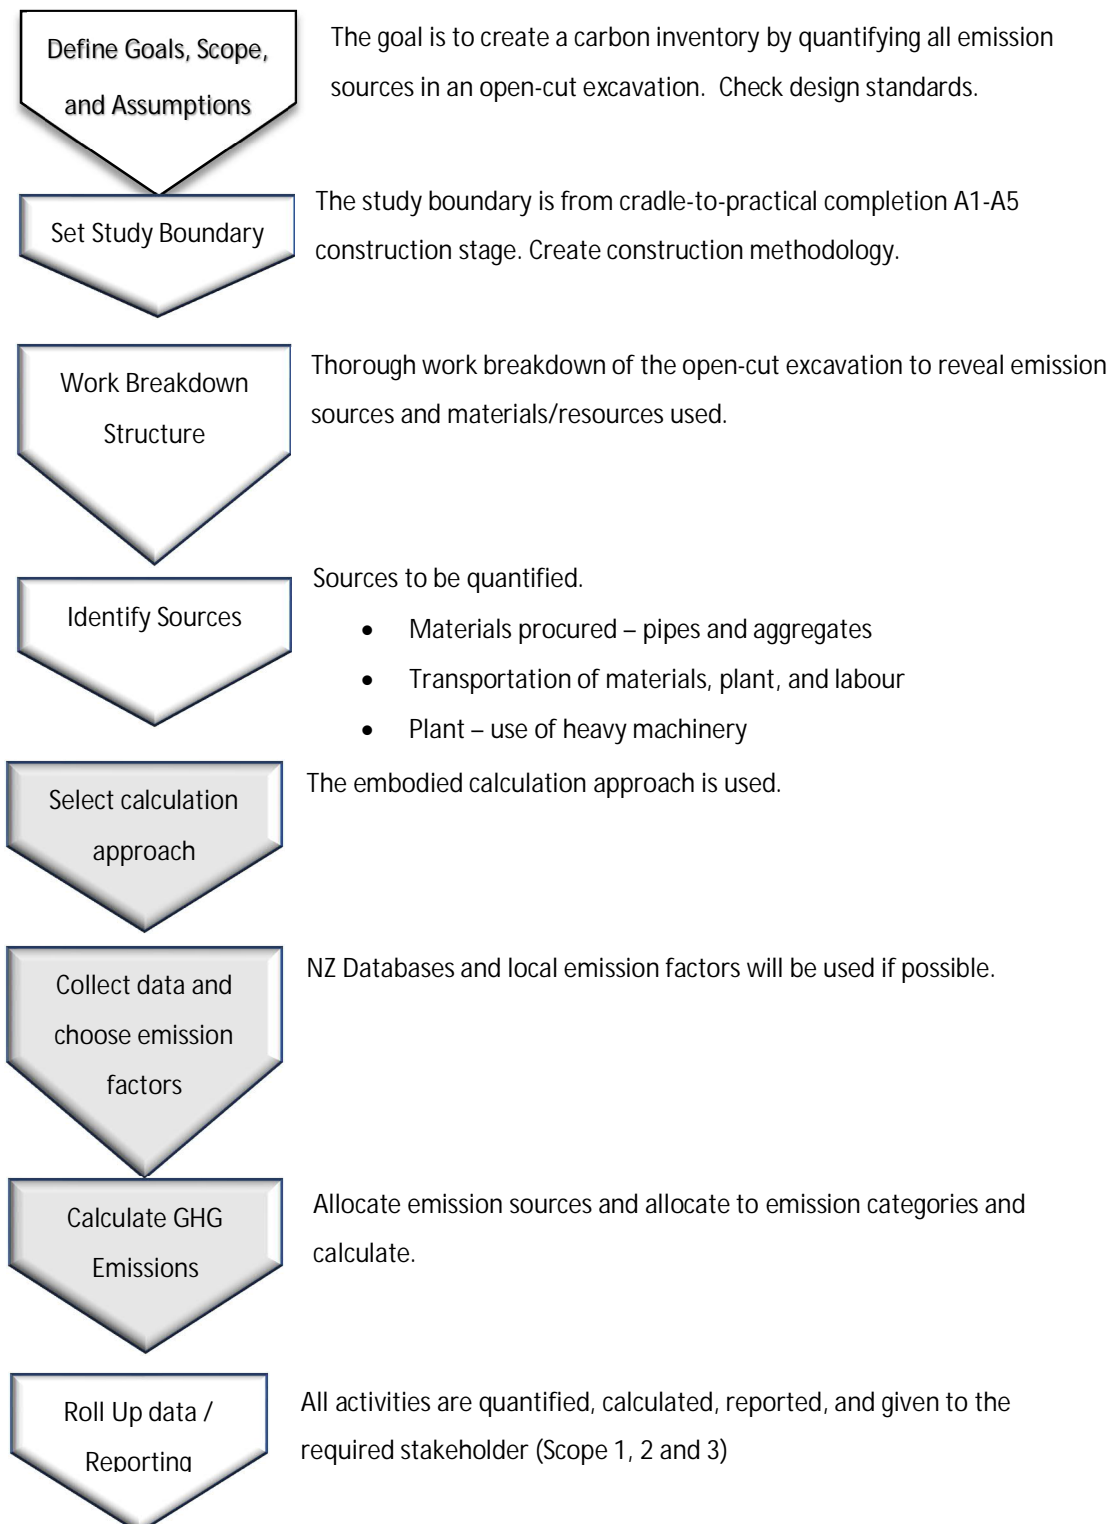 Define Goals, Scope,
and Assumptions
The goal is to create a carbon inventory by quantifying all emission
sources in an open-cut excavation.  Check design standards.
Set Study Boundary
The study boundary is from cradle-to-practical completion A1-A5
construction stage. Create construction methodology.
Work Breakdown
Structure
Thorough work breakdown of the open-cut excavation to reveal emission
sources and materials/resources used.
Identify Sources
Sources to be quantified.
• Materials procured – pipes and aggregates
• Transportation of materials, plant, and labour
• Plant – use of heavy machinery
Select calculation
approach
The embodied calculation approach is used.
Collect data and
choose emission
factors
NZ Databases and local emission factors will be used if possible.
Calculate GHG
Emissions
Allocate emission sources and allocate to emission categories and
calculate.
Roll Up data /
Reporting
All activities are quantified, calculated, reported, and given to the
required stakeholder (Scope 1, 2 and 3)